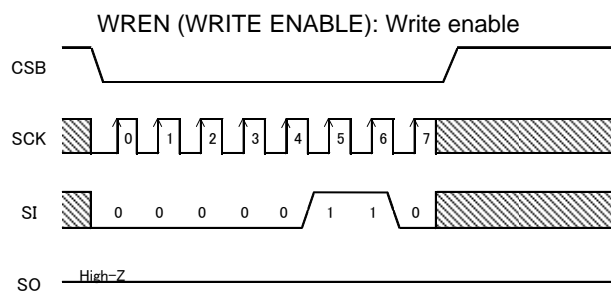 WREN (WRITE ENABLE): Write enable
CSB
SCK 0 1 2 3 4 5 6 7
SI 0 0 0 0 0 1 1 0
SO High-Z